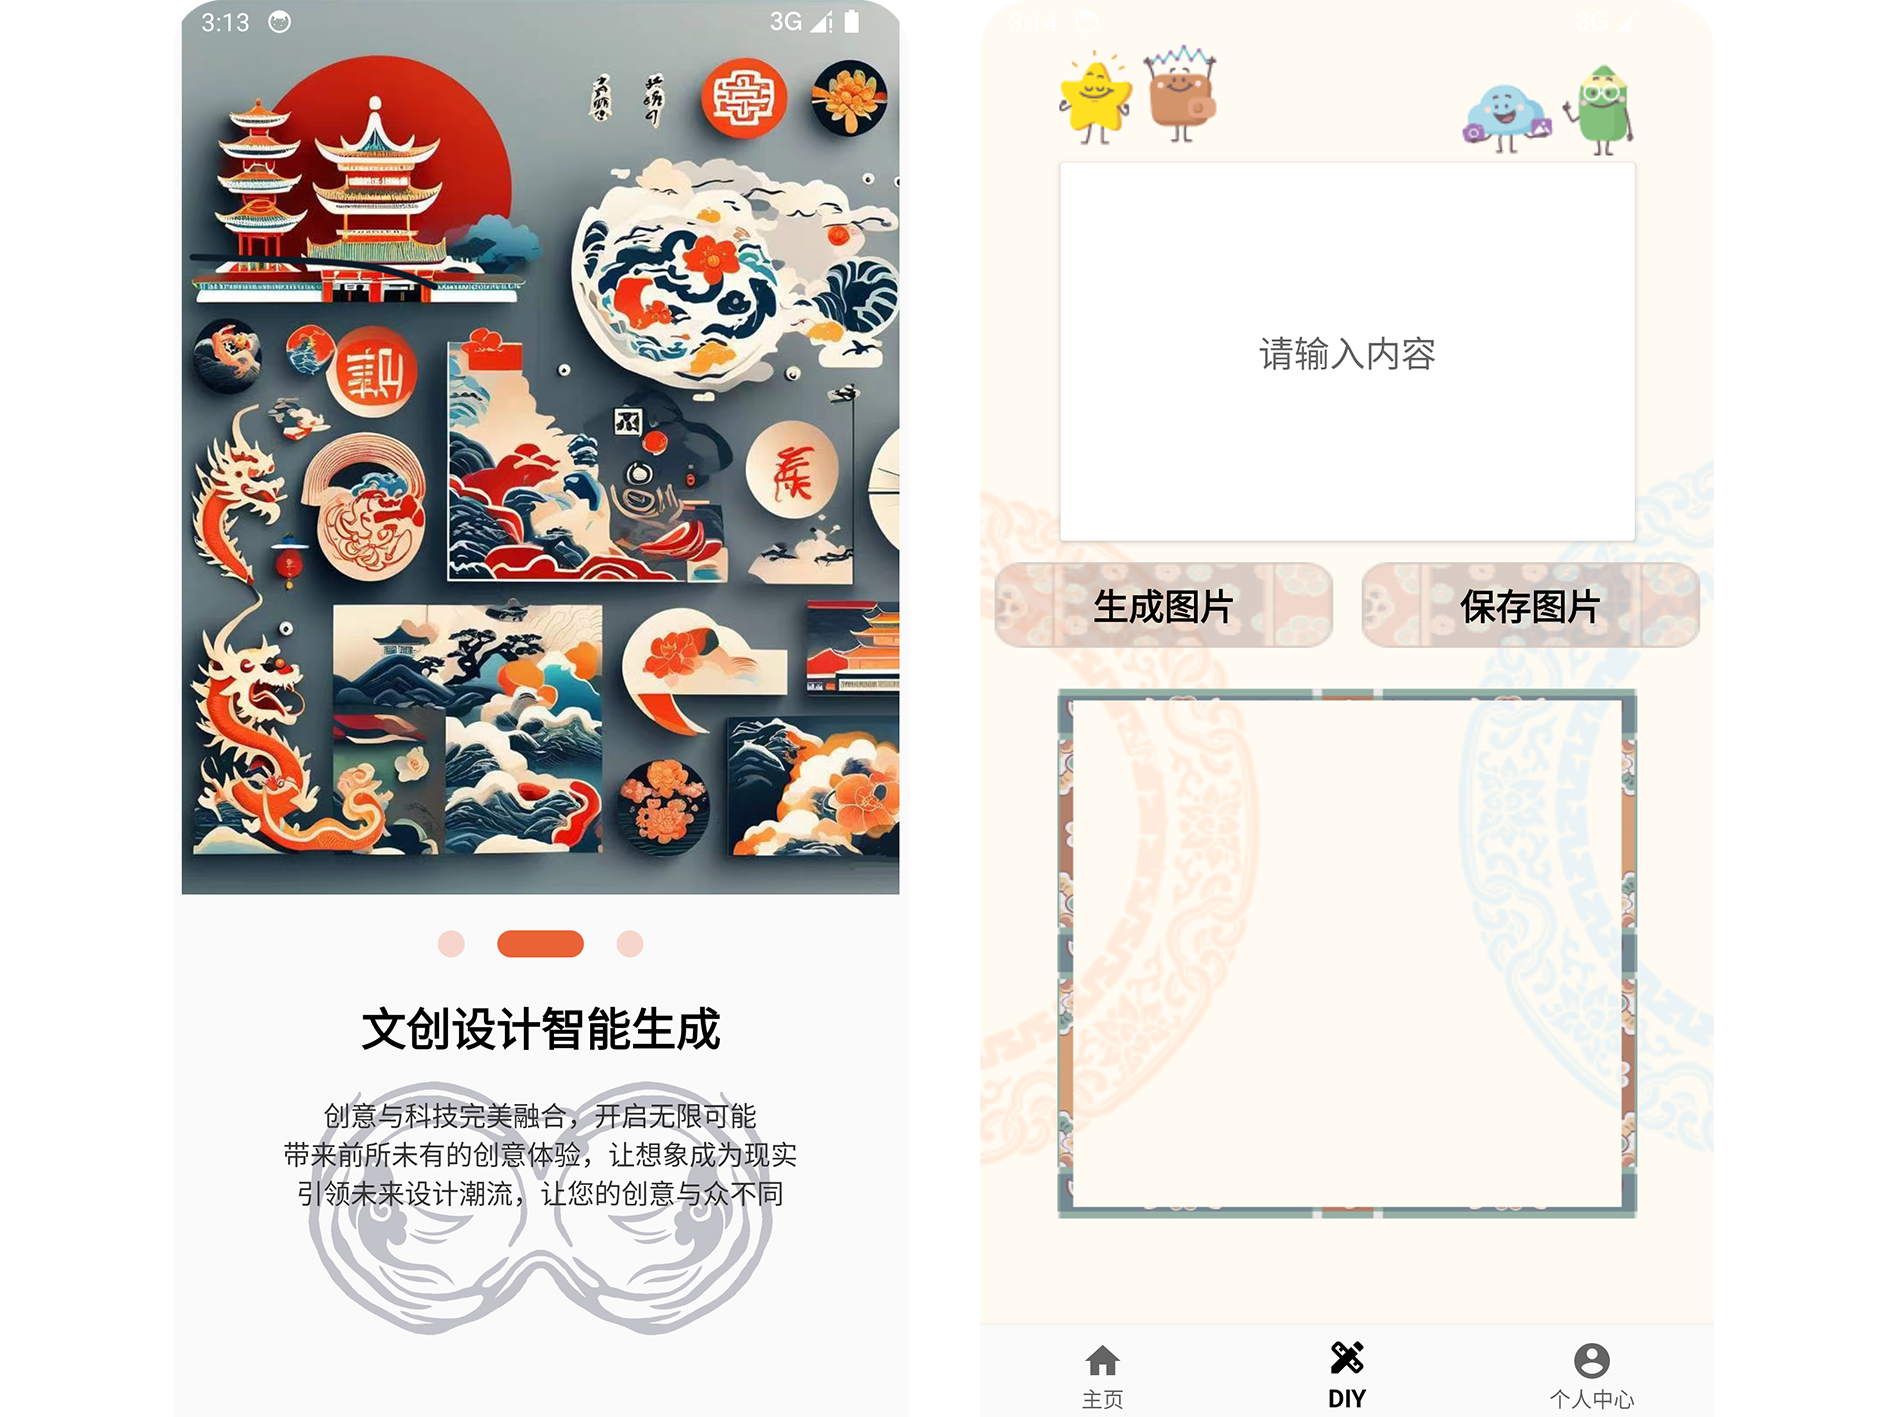 3:13
3G
文创设计智能生成
创意与科技完美融合，开启无限可能
带来前所未有的创意体验，让想象成为现实
引领未来设计潮流，让您的创意与众不同
3:14
3G
请输入内容
生成图片
保存图片
主页
DIY
个人中心